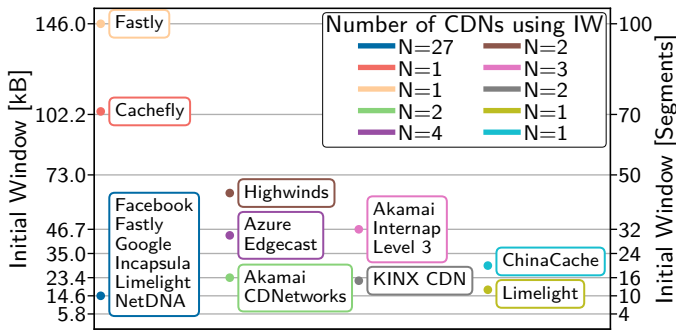 Initial Window [kB]
146.0
102.2
73.0
46.7
35.0
23.4
14.6
5.8
Fastly
Cachefly
Facebook
Fastly
Google
Incapsula
Limelight
NetDNA
Highwinds
Azure
Edgecast
Akamai
CDNetworks
Akamai
Internap
Level 3
KINX CDN
ChinaCache
Limelight
Number of CDNs using IW
N=27
N=1
N=1
N=2
N=4
N=2
N=3
N=2
N=1
N=1
100
70
50
32
24
16
10
4
Initial Window [Segments]